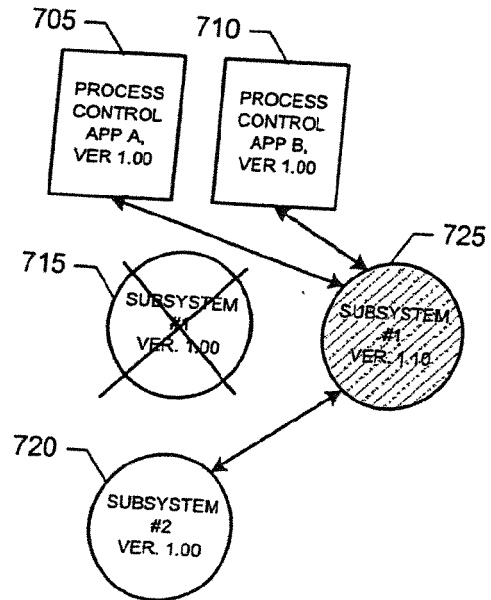 705
710
PROCESS
CONTROL
APP A,
VER 1.00
PROCESS
CONTROL
APP B,
VER 1.00
725
715
SUBSYSTEM
#1
VER. 1.00
SUBSYSTEM
#1
VER. 1.10
720
SUBSYSTEM
#2
VER. 1.00